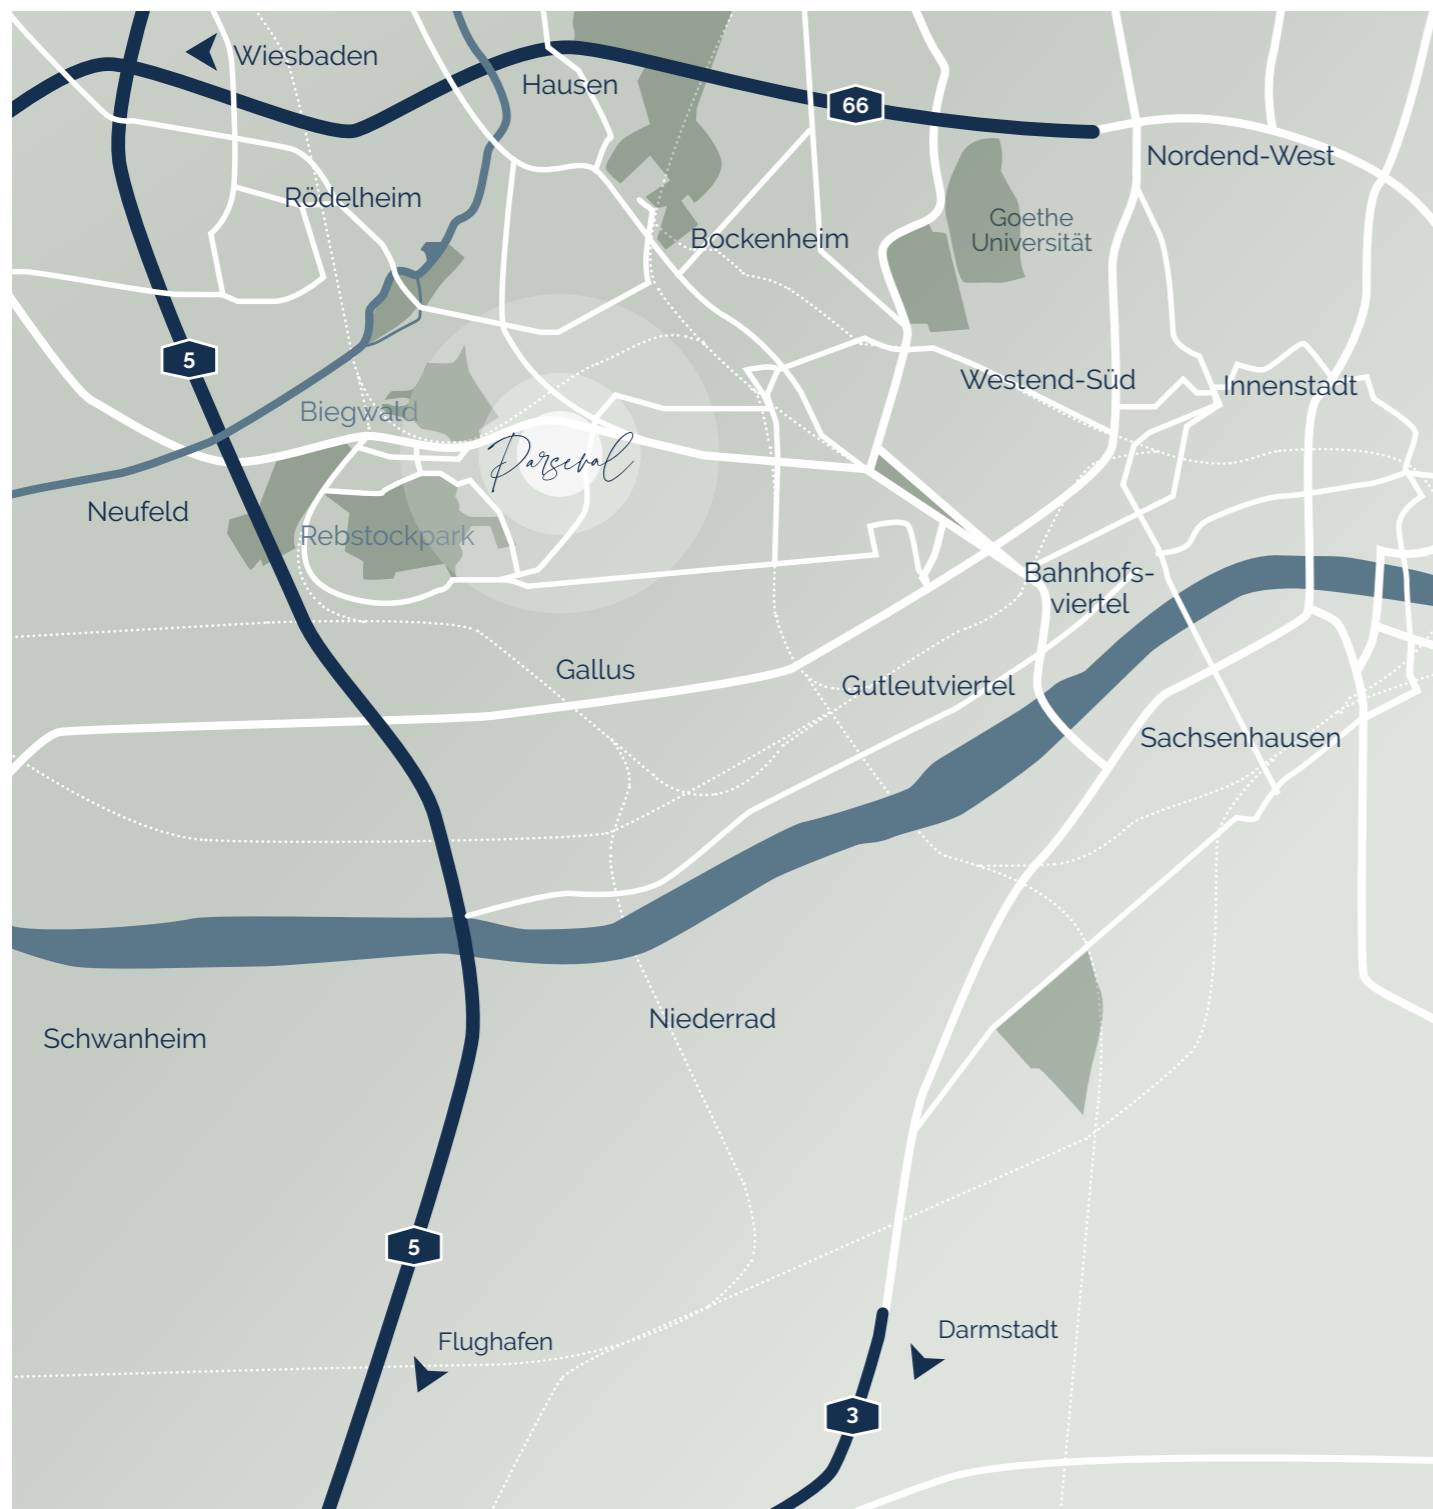 Wiesbaden
Hausen
66
Nordend-West
Rödelheim
Goethe
Universität
Bockenheim
5
Westend-Süd
Innenstadt
Biegwald
Parseval
Neufeld
Rebstockpark
Bahnhofs-
viertel
Gallus
Gutleutviertel
Sachsenhausen
Niederrad
Schwanheim
5
Flughafen
Darmstadt
3